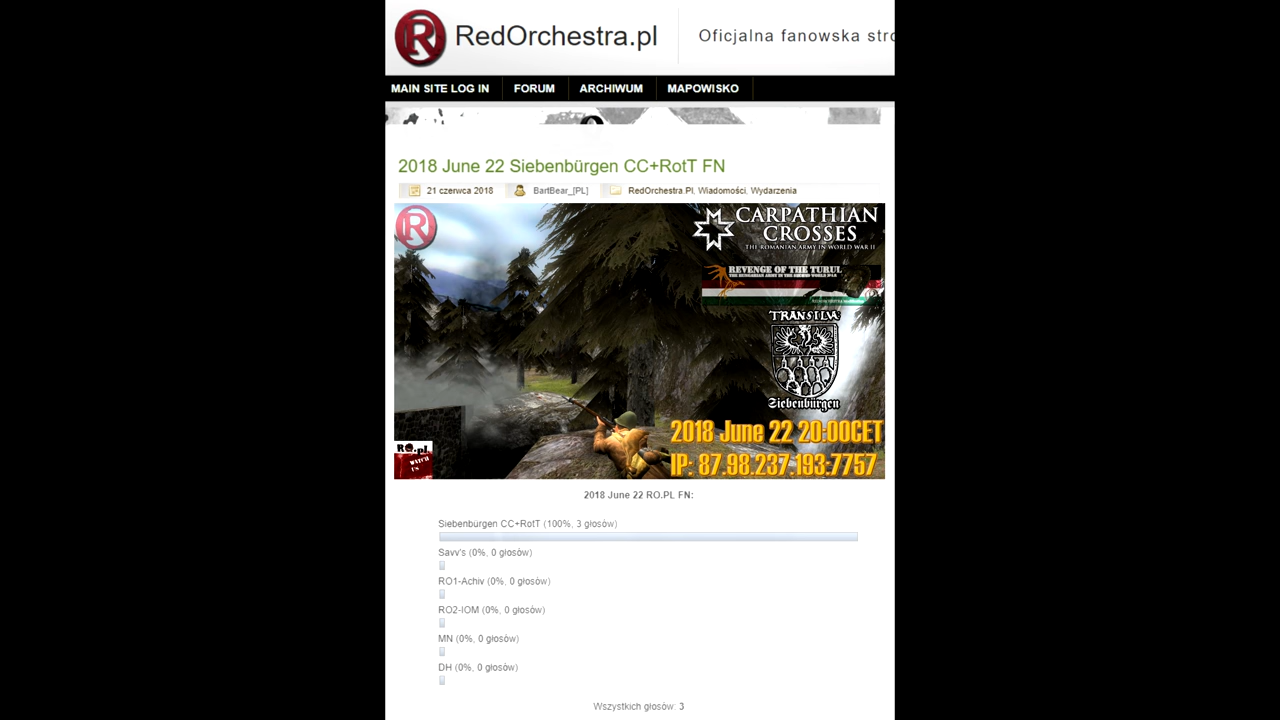 RedOrchestra.pl
Oficjalna fanowska stro
MAIN SITE LOG IN FORUM ARCHIWUM MAPOWISKO
2018 June 22 Siebenbürgen CC+RotT FN
21 czerwca 2018 BartBear_[PL] RedOrchestra.Pl, Wiadomości, Wydarzenia
CARPATHIAN
CROSSES
THE ROMANIAN ARMY IN WORLD WAR II
REVENGE OF THE TURUL
TRANSILW
Siebenbürgen
2018 June 22 20:00CET
IP: 87.98.237.193:7757
RO.pl
WATCH
US
2018 June 22 RO.PL FN:
Siebenbürgen CC+RotT (100%, 3 głosów)
Savv's (0%, 0 głosów)
RO1-Achiv (0%, 0 głosów)
RO2-IOM (0%, 0 głosów)
MN (0%, 0 głosów)
DH (0%, 0 głosów)
Wszystkich głosów: 3